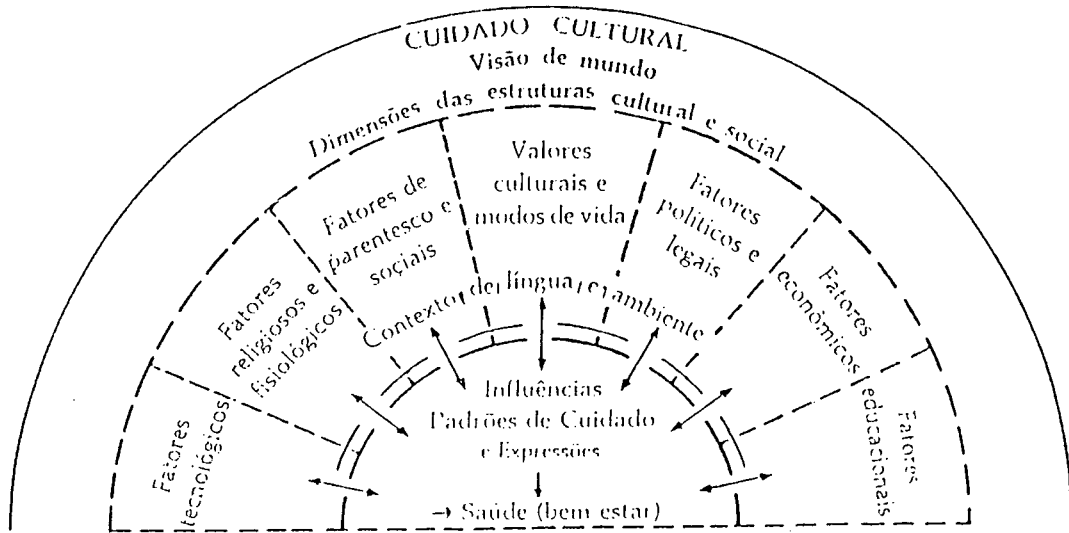 CUIDADO CULTURAL
Visão de mundo
Dimensões das estruturas cultural e social
Fatores
tecnológicos
Fatores
religiosos e
fisiológicos
Fatores de
parentesco e
sociais
Valores
culturais e
modos de vida
Fatores
políticos e
legais
Fatores
econômicos
Fatores
educacionais
Contexto de língua e ambiente
Influências
Padrões de Cuidado
e Expressões
→ Saúde (bem estar)